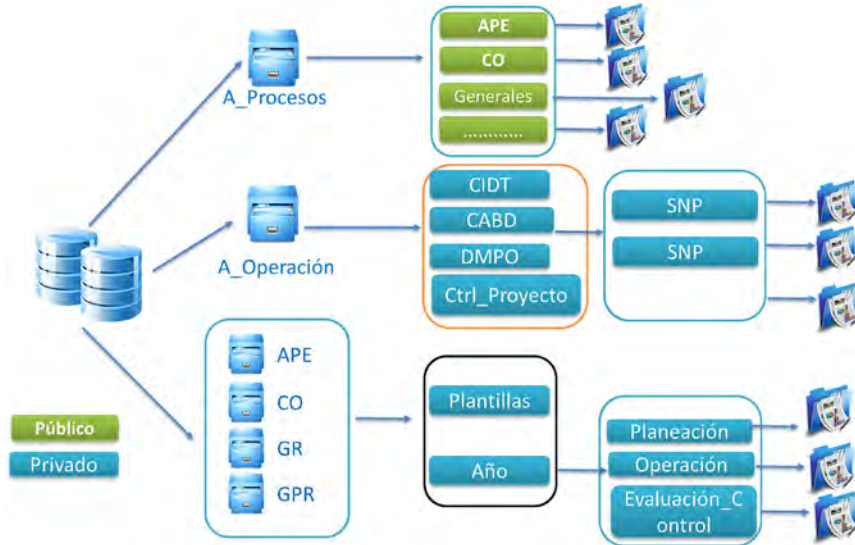 APE
CO
Generales
............
A_Procesos
CIDT
CABD
DMPO
Ctrl_Proyecto
SNP
SNP
A_Operación
APE
CO
GR
GPR
Plantillas
Año
Planeación
Operación
Evaluación_C
ontrol
Público
Privado